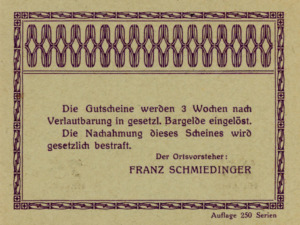 Die Gutscheine werden 3 Wochen nach
Verlautbarung in gesetzl. Bargelde eingelöst.
Die Nachahmung dieses Scheines wird
gesetzlich bestraft.
Der Ortsvorsteher:
FRANZ SCHMIEDINGER
Auflage 250 Serien